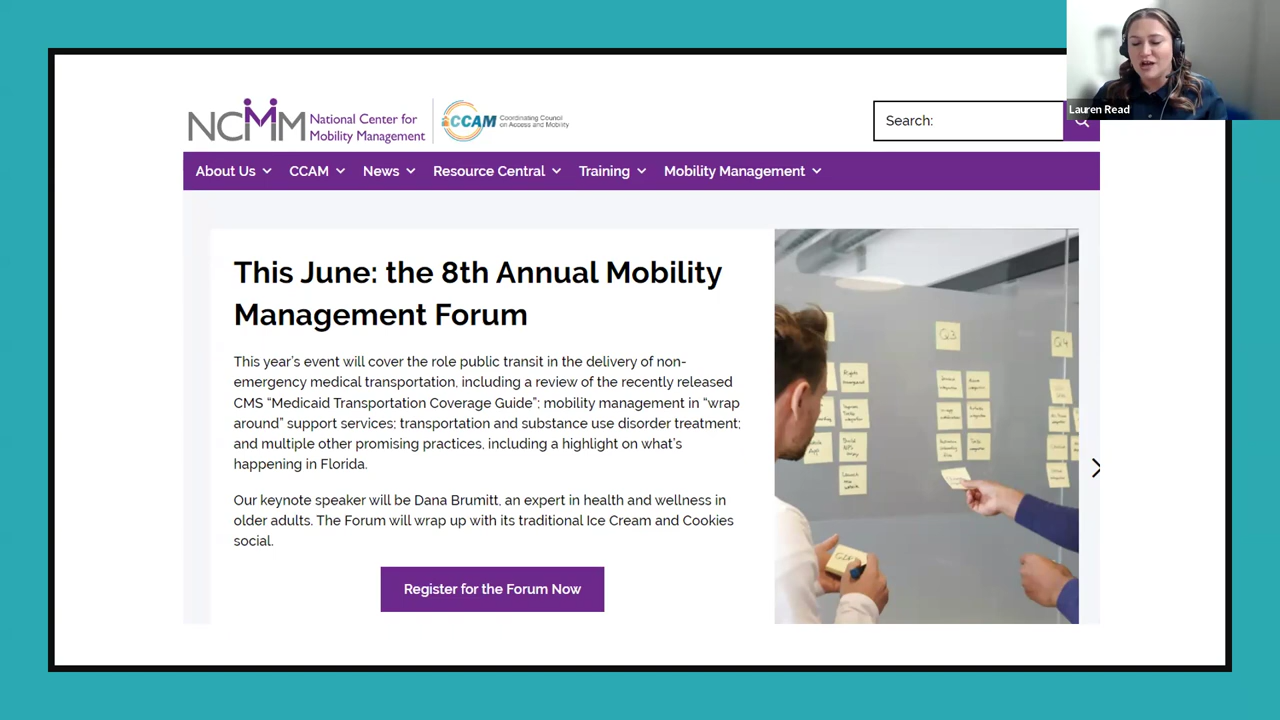 Lauren Read
NCMM National Center for
Mobility Management
CCAM Coordinating Council
on Access and Mobility
Search:
About Us CCAM News Resource Central Training Mobility Management
This June: the 8th Annual Mobility
Management Forum
This year's event will cover the role public transit in the delivery of non-
emergency medical transportation, including a review of the recently released
CMS “Medicaid Transportation Coverage Guide”; mobility management in “wrap
around” support services; transportation and substance use disorder treatment;
and multiple other promising practices, including a highlight on what's
happening in Florida.
Our keynote speaker will be Dana Brumitt, an expert in health and wellness in
older adults. The Forum will wrap up with its traditional Ice Cream and Cookies
social.
Register for the Forum Now
Q3
Q4